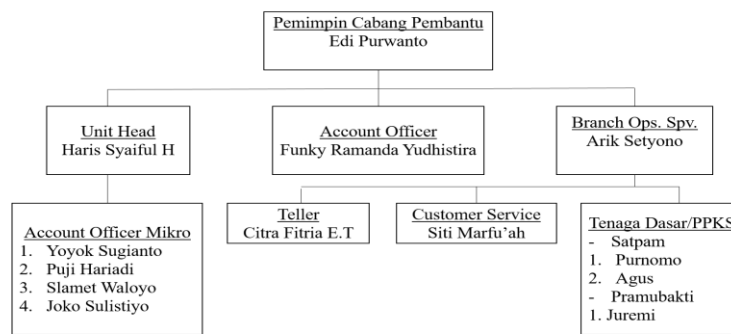 Pemimpin Cabang Pembantu
Edi Purwanto
Unit Head
Haris Syaiful H
Account Officer
Funky Ramanda Yudhistira
Branch Ops. Spv.
Arik Setyono
Account Officer Mikro
1. Yoyok Sugianto
2. Puji Hariadi
3. Slamet Waloyo
4. Joko Sulistiyo
Teller
Citra Fitria E.T
Customer Service
Siti Marfu’ah
Tenaga Dasar/PPKS
- Satpam
1. Purnomo
2. Agus
- Pramubakti
1. Juremi